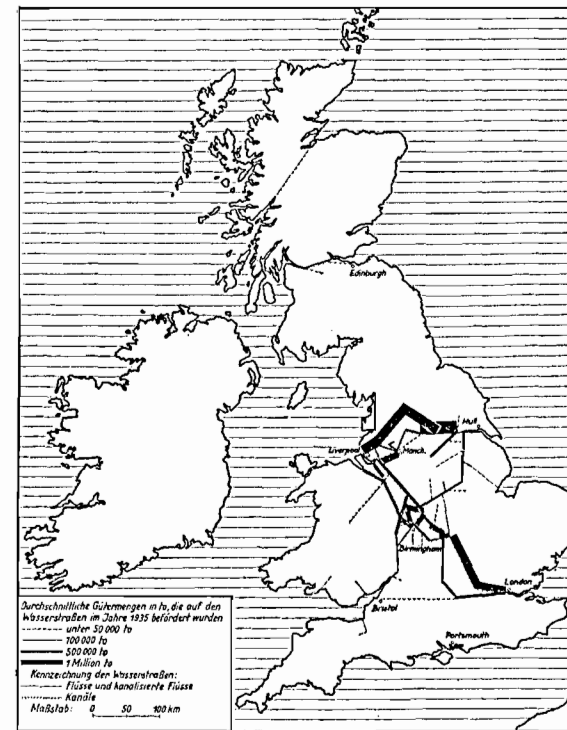 Edinburgh
Hull
Liverpool
Manch.
Birmingham
London
Bristol
Portsmouth
Durchschnittliche Gütermengen in to, die auf den
Wasserstraßen im Jahre 1935 befördert wurden
unter 50 000 to
100 000 to
500 000 to
1 Million to
Kennzeichnung der Wasserstraßen:
Flüsse und kanalisierte Flüsse
Kanäle
Maßstab: 0 50 100 km